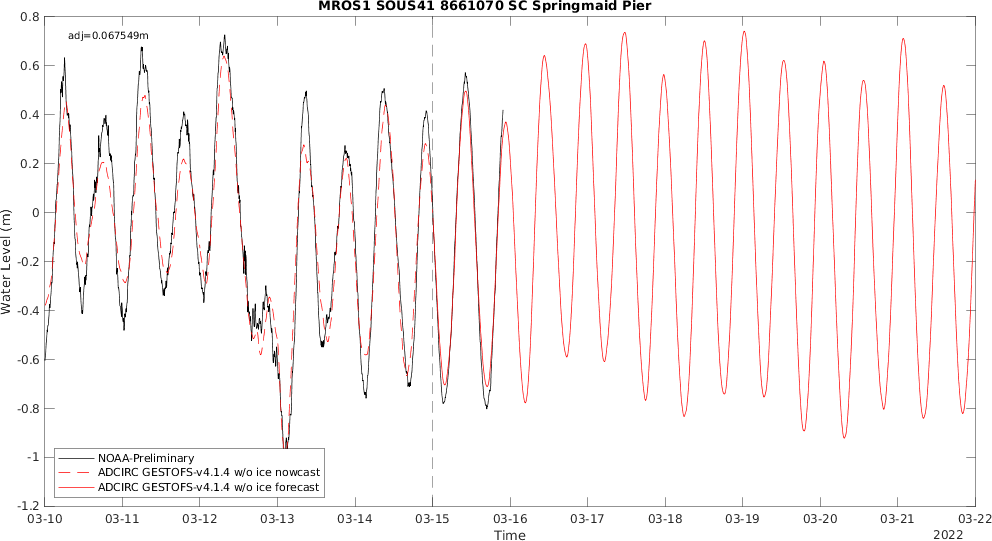 MROS1 SOUS41 8661070 SC Springmaid Pier
adj=0.067549m
0.8
0.6
0.4
0.2
0
-0.2
-0.4
-0.6
-0.8
-1
-1.2
Water Level (m)
NOAA-Preliminary
ADCIRC GESTOFS-v4.1.4 w/o ice nowcast
ADCIRC GESTOFS-v4.1.4 w/o ice forecast
03-10 03-11 03-12 03-13 03-14 03-15 03-16 03-17 03-18 03-19 03-20 03-21 03-22
Time
2022